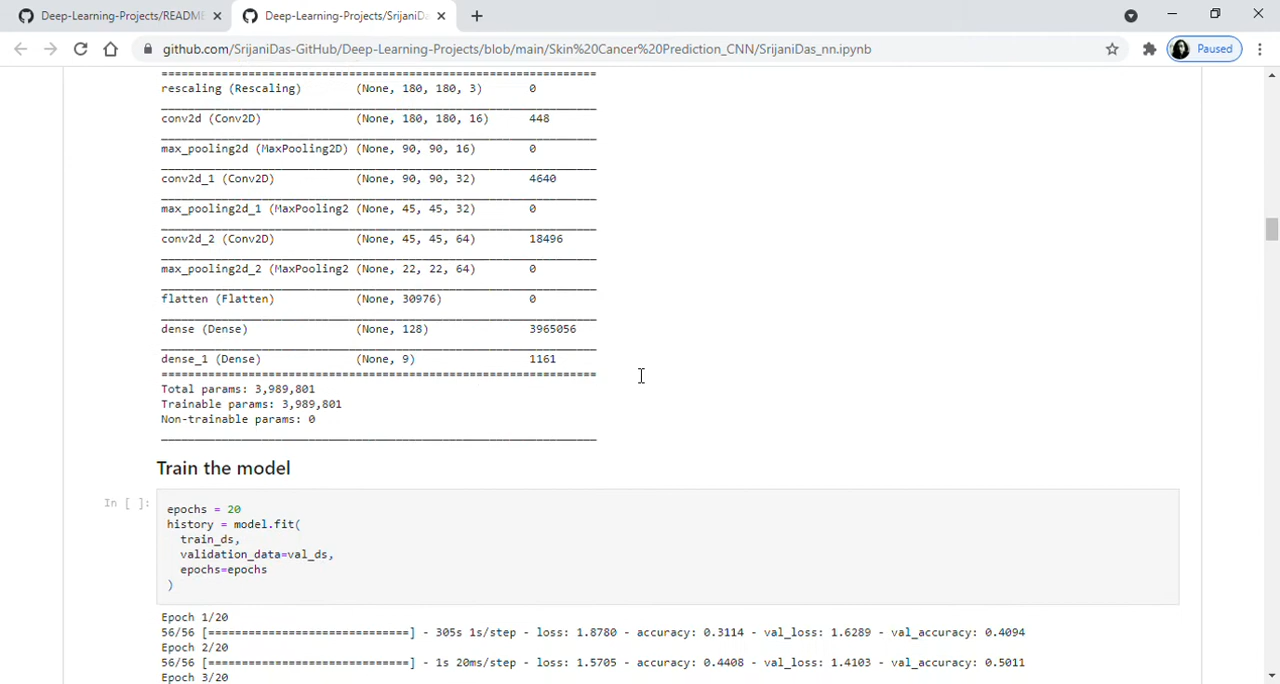 Deep-Learning-Projects/README
Deep-Learning-Projects/SrijaniDa
github.com/SrijaniDas-GitHub/Deep-Learning-Projects/blob/main/Skin%20Cancer%20Prediction_CNN/SrijaniDas_nn.ipynb
Paused
=================================================================
rescaling (Rescaling) (None, 180, 180, 3) 0
conv2d (Conv2D) (None, 180, 180, 16) 448
max_pooling2d (MaxPooling2D) (None, 90, 90, 16) 0
conv2d_1 (Conv2D) (None, 90, 90, 32) 4640
max_pooling2d_1 (MaxPooling2 (None, 45, 45, 32) 0
conv2d_2 (Conv2D) (None, 45, 45, 64) 18496
max_pooling2d_2 (MaxPooling2 (None, 22, 22, 64) 0
flatten (Flatten) (None, 30976) 0
dense (Dense) (None, 128) 3965056
dense_1 (Dense) (None, 9) 1161
=================================================================
Total params: 3,989,801
Trainable params: 3,989,801
Non-trainable params: 0
Train the model
In [ ]:
epochs = 20
history = model.fit(
train_ds,
validation_data=val_ds,
epochs=epochs
)
Epoch 1/20
56/56 [==============================] - 305s 1s/step - loss: 1.8780 - accuracy: 0.3114 - val_loss: 1.6289 - val_accuracy: 0.4094
Epoch 2/20
56/56 [==============================] - 1s 20ms/step - loss: 1.5705 - accuracy: 0.4408 - val_loss: 1.4103 - val_accuracy: 0.5011
Epoch 3/20